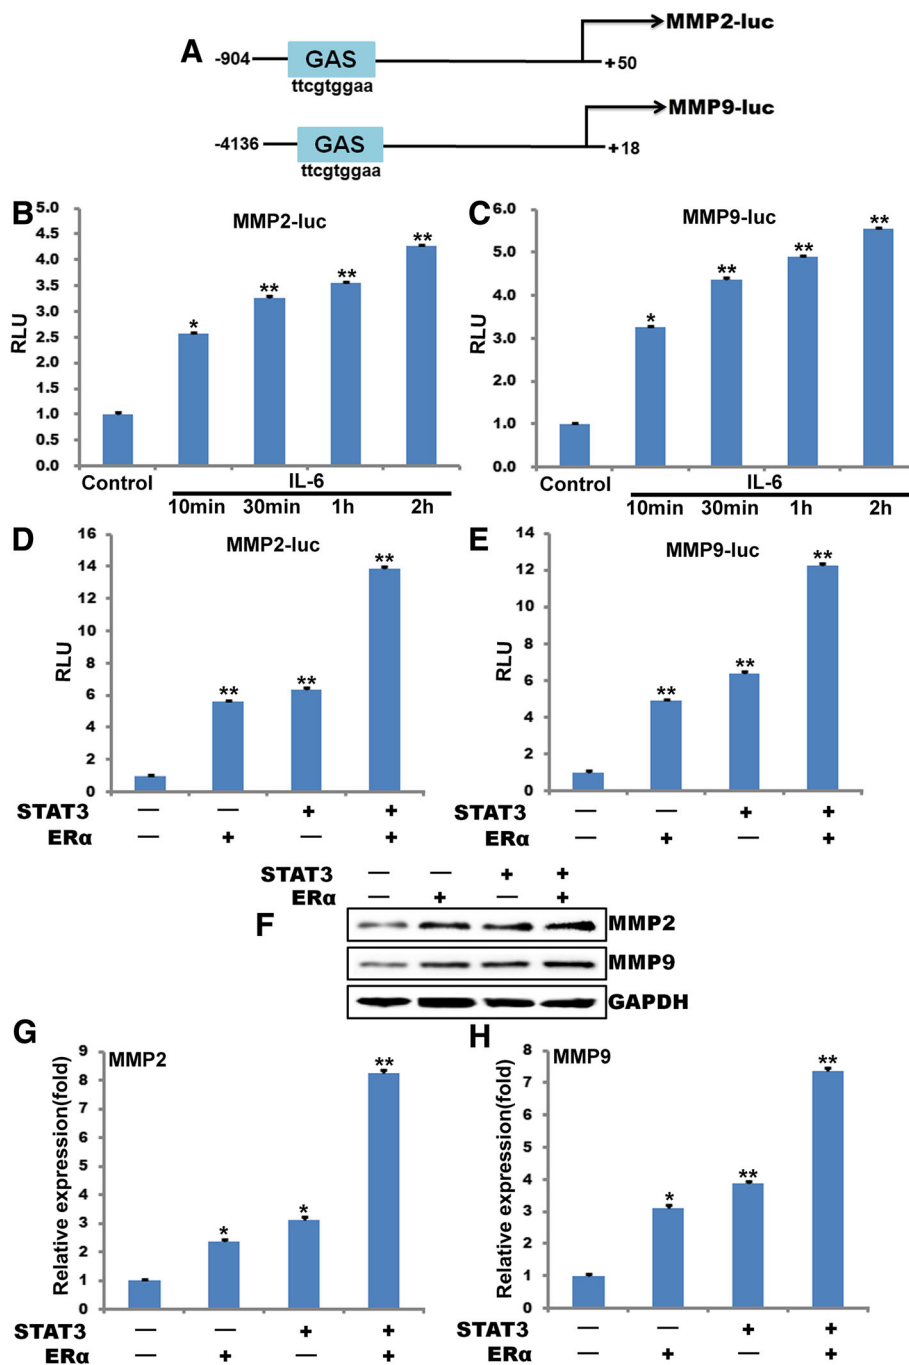 A
MMP2-luc
-904 GAS +50
ttcgtggaa
MMP9-luc
-4136 GAS +18
ttcgtggaa
B
MMP2-luc
RLU
5.0
4.5
4.0
3.5
3.0
2.5
2.0
1.5
1.0
0.5
0.0
* ** ** **
Control
IL-6
10min 30min 1h 2h
C
MMP9-luc
RLU
6.0
5.0
4.0
3.0
2.0
1.0
0.0
* ** ** **
Control
IL-6
10min 30min 1h 2h
D
MMP2-luc
RLU
16
14
12
10
8
6
4
2
0
** ** **
STAT3 — — + +
ERα — + — +
E
MMP9-luc
RLU
14
12
10
8
6
4
2
0
** ** **
STAT3 — — + +
ERα — + — +
STAT3 — — + +
ERα — + — +
F
MMP2
MMP9
GAPDH
G
MMP2
Relative expression(fold)
9
8
7
6
5
4
3
2
1
0
* * **
STAT3 — — + +
ERα — + — +
H
MMP9
Relative expression(fold)
8
7
6
5
4
3
2
1
0
* ** **
STAT3 — — + +
ERα — + — +